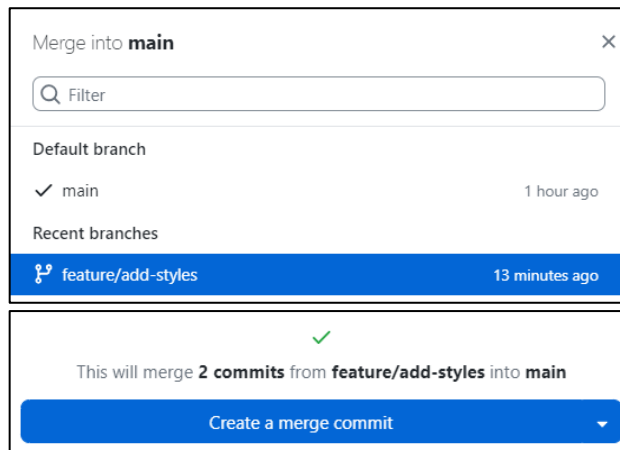 Merge into main
Filter
Default branch
main 1 hour ago
Recent branches
feature/add-styles 13 minutes ago
This will merge 2 commits from feature/add-styles into main
Create a merge commit